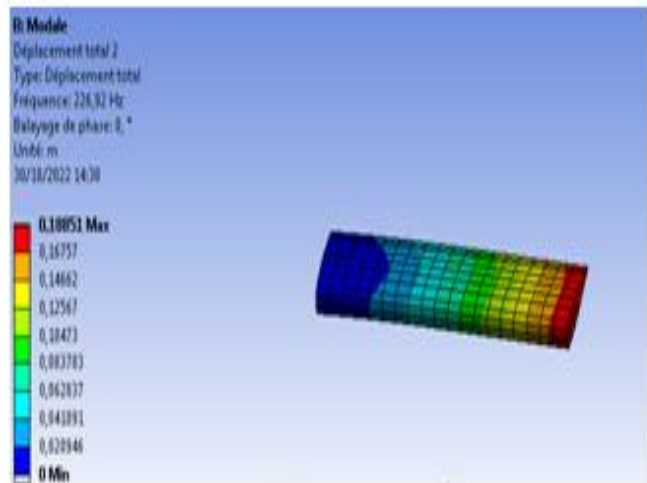 B: Modale
Déplacement total 2
Type: Déplacement total
Fréquence: 226,92 Hz
Balayage de phase: 0, °
Unité: m
30/10/2022 14:30
0,18851 Max
0,16757
0,14662
0,12567
0,10473
0,083783
0,062837
0,041891
0,020946
0 Min